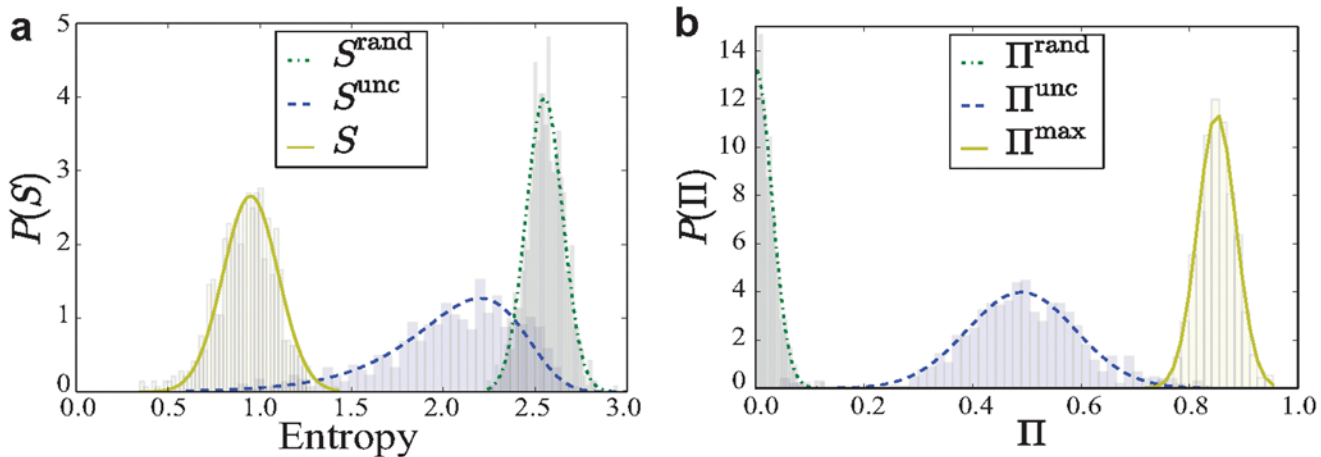 a
S^rand
S^unc
S
P(S)
5
4
3
2
1
0
0.0 0.5 1.0 1.5 2.0 2.5 3.0
Entropy
b
Π^rand
Π^unc
Π^max
P(Π)
14
12
10
8
6
4
2
0
0.0 0.2 0.4 0.6 0.8 1.0
Π